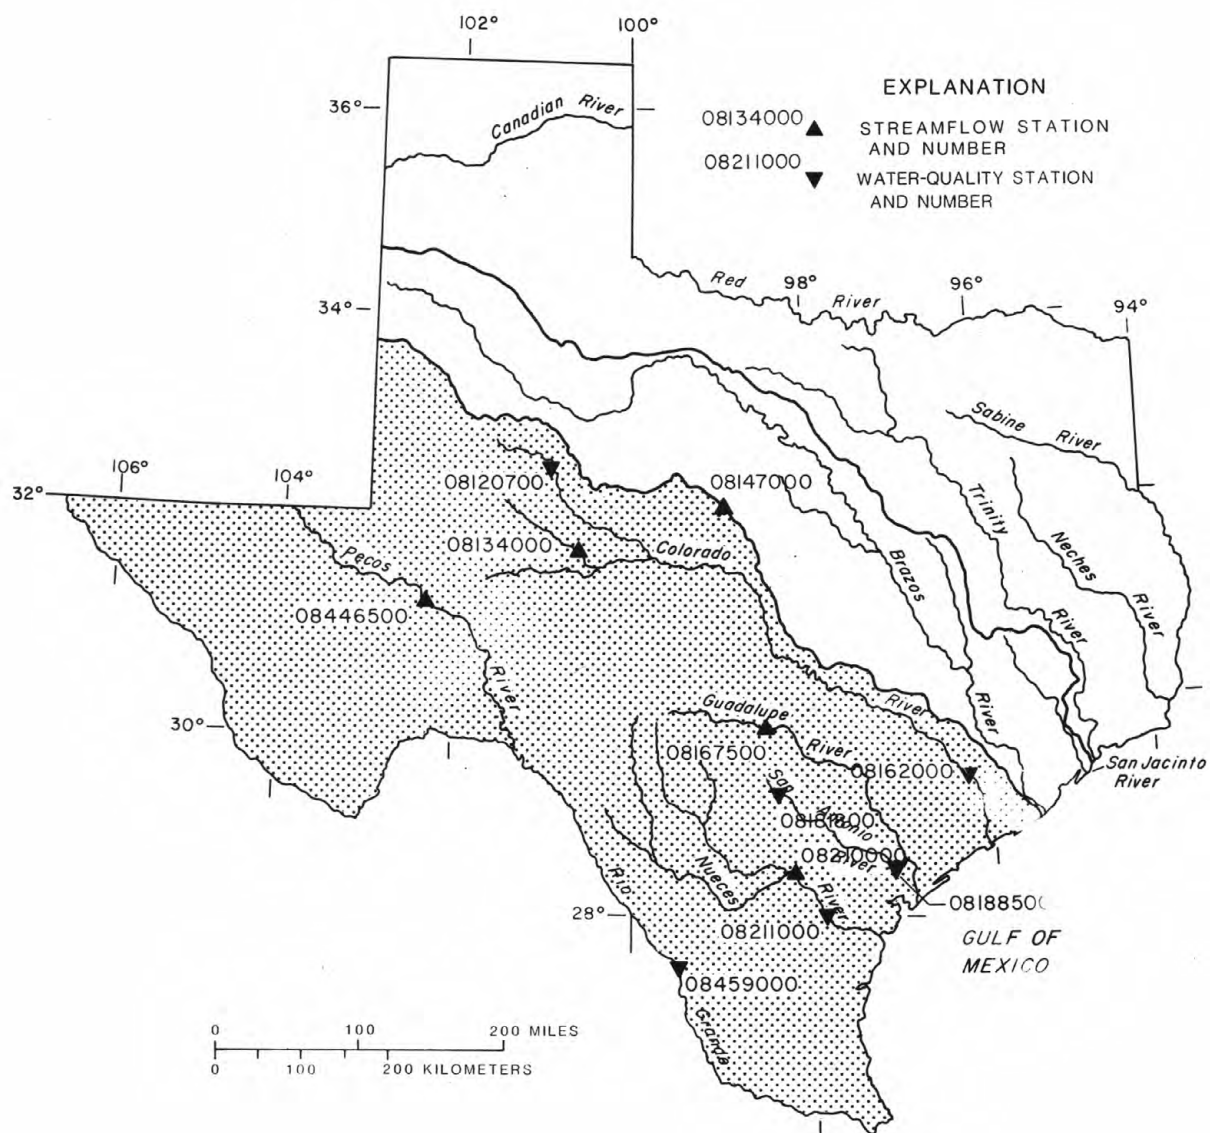 102°
100°
EXPLANATION
36°
Canadian River
08134000
STREAMFLOW STATION
AND NUMBER
08211000
WATER-QUALITY STATION
AND NUMBER
Red River
98°
96°
94°
34°
Sabine River
106°
104°
32°
08120700
08147000
Trinity River
Neches River
08134000
Colorado River
Brazos River
Pecos River
08446500
30°
Guadalupe River
08167500
08162000
San Jacinto
River
San Antonio River
08181800
08210000
Nueces River
Rio Grande
28°
08188500
08211000
GULF OF
MEXICO
08459000
0 100 200 MILES
0 100 200 KILOMETERS